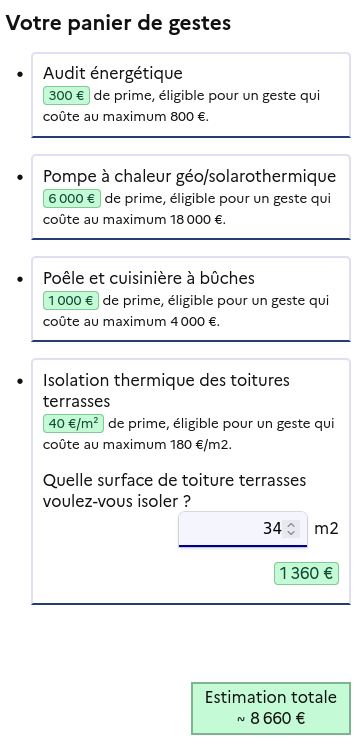 Votre panier de gestes
Audit énergétique
300 € de prime, éligible pour un geste qui
coûte au maximum 800 €.
Pompe à chaleur géo/solarothermique
6 000 € de prime, éligible pour un geste qui
coûte au maximum 18 000 €.
Poêle et cuisinière à bûches
1 000 € de prime, éligible pour un geste qui
coûte au maximum 4 000 €.
Isolation thermique des toitures
terrasses
40 €/m² de prime, éligible pour un geste qui
coûte au maximum 180 €/m2.
Quelle surface de toiture terrasses
voulez-vous isoler ?
34 m2
1 360 €
Estimation totale
~ 8 660 €